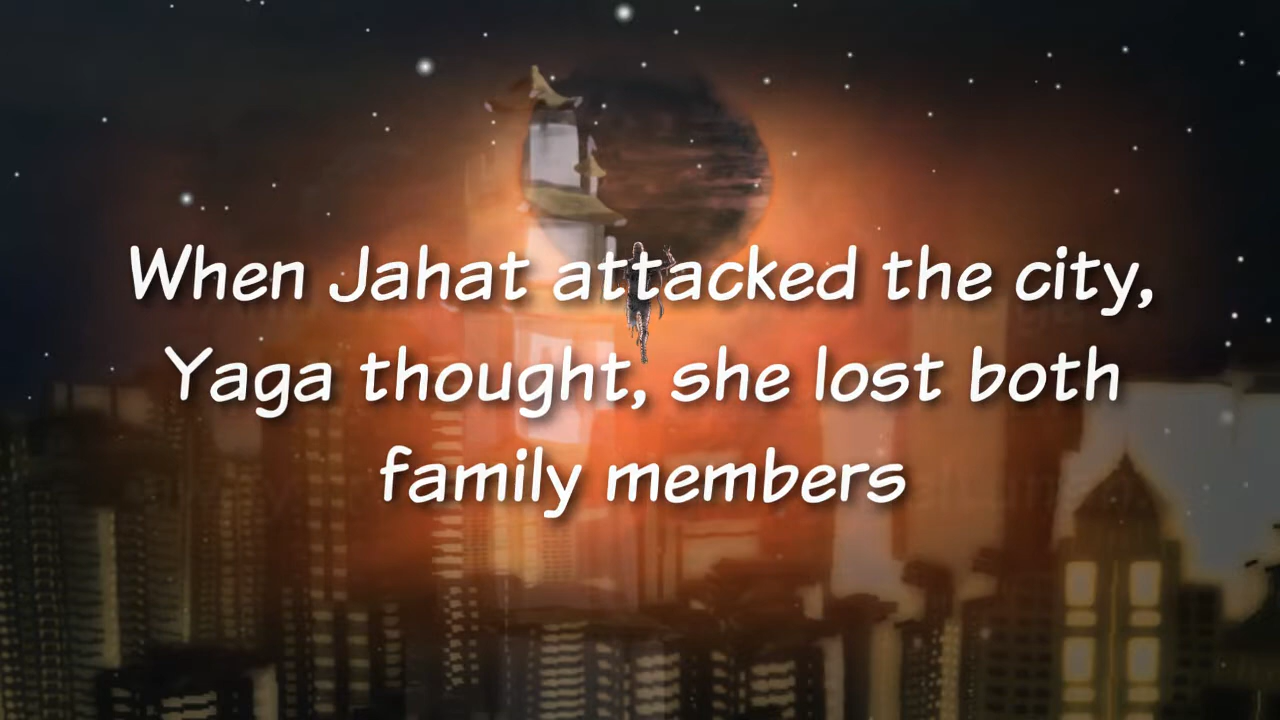 When Jahat attacked the city,
Yaga thought, she lost both
family members